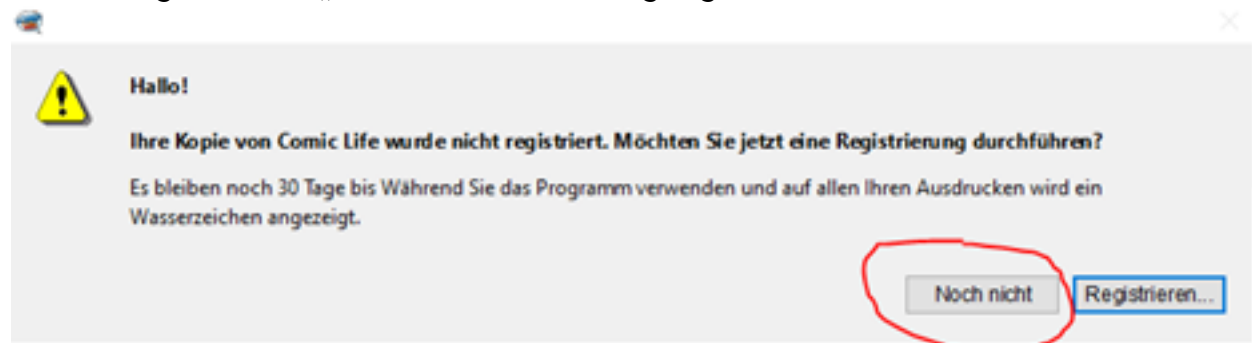 Hallo!
Ihre Kopie von Comic Life wurde nicht registriert. Möchten Sie jetzt eine Registrierung durchführen?
Es bleiben noch 30 Tage bis Während Sie das Programm verwenden und auf allen Ihren Ausdrucken wird ein
Wasserzeichen angezeigt.
Noch nicht Registrieren...